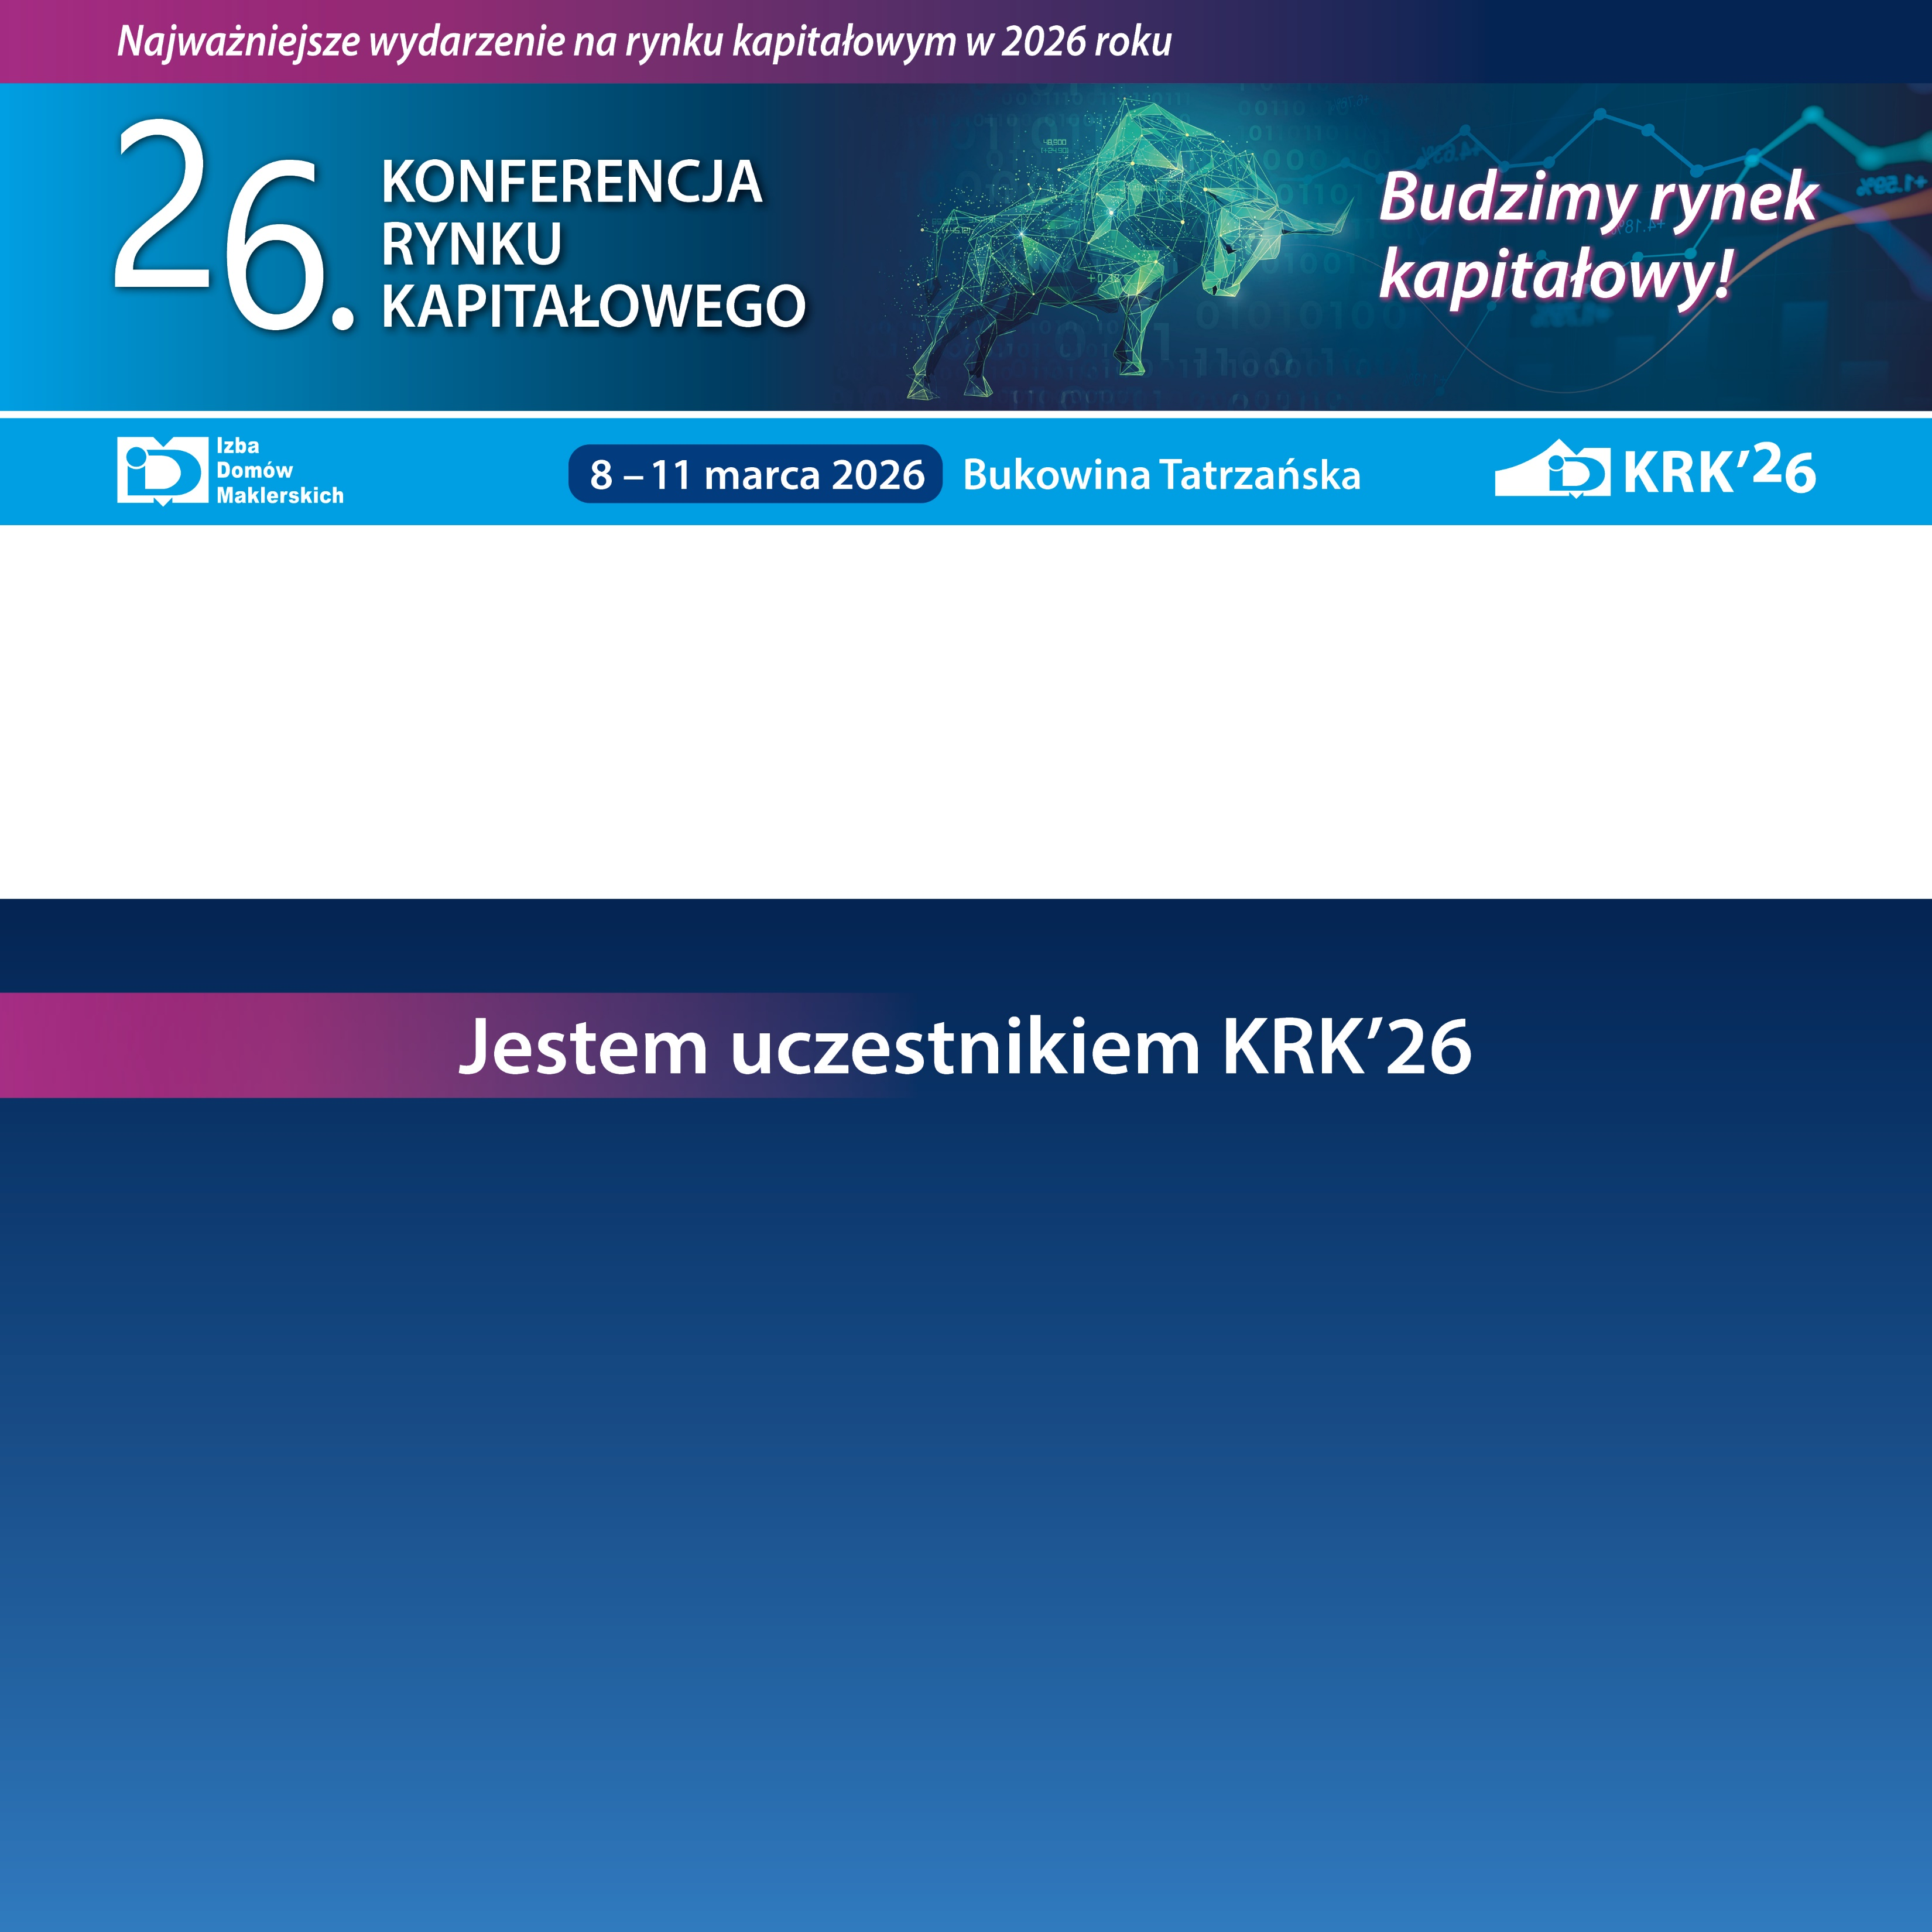 Najważniejsze wydarzenie na rynku kapitałowym w 2026 roku
26.
KONFERENCJA
RYNKU
KAPITAŁOWEGO
Budzimy rynek
kapitałowy!
Izba
Domów
Maklerskich
8 – 11 marca 2026 Bukowina Tatrzańska
KRK’26
Jestem uczestnikiem KRK’26